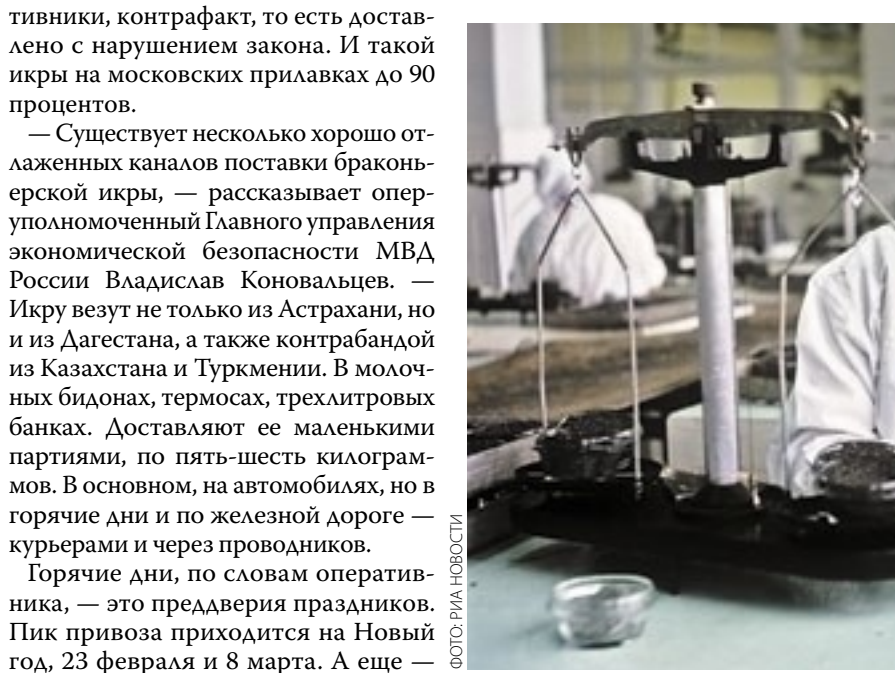 тивники, контрафакт, то есть достав-
лено с нарушением закона. И такой
икры на московских прилавках до 90
процентов.
— Существует несколько хорошо от-
лаженных каналов поставки браконь-
ерской икры, — рассказывает опер-
уполномоченный Главного управления
экономической безопасности МВД
России Владислав Коновальцев. —
Икру везут не только из Астрахани, но
и из Дагестана, а также контрабандой
из Казахстана и Туркмении. В молоч-
ных бидонах, термосах, трехлитровых
банках. Доставляют ее маленькими
партиями, по пять-шесть килограм-
мов. В основном, на автомобилях, но в
горячие дни и по железной дороге —
курьерами и через проводников.
Горячие дни, по словам оператив-
ника, — это преддверия праздников.
Пик привоза приходится на Новый
год, 23 февраля и 8 марта. А еще —
ФОТО: РИА НОВОСТИ